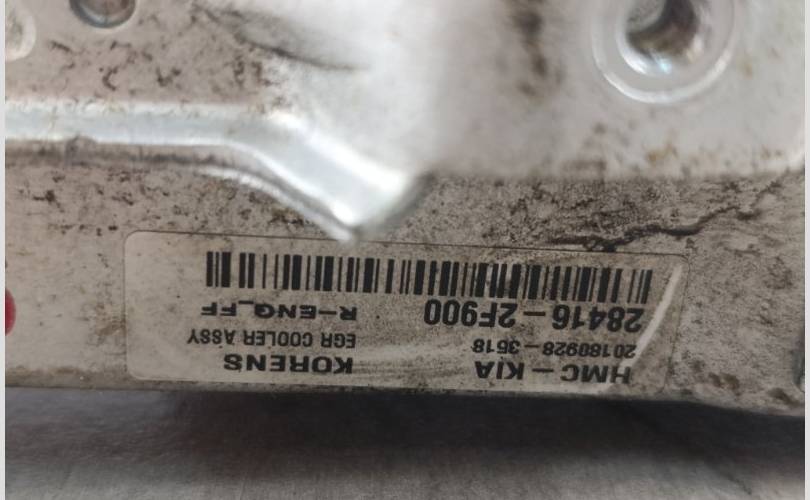 HMC - KIA KORENS
20180928-3518 EGR COOLER ASSY
28416-2F900 R-ENG_FF